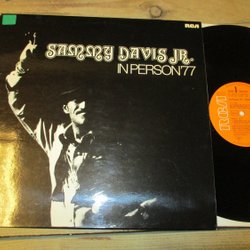 RCA
SAMMY DAVIS JR.
IN PERSON '77
RCA